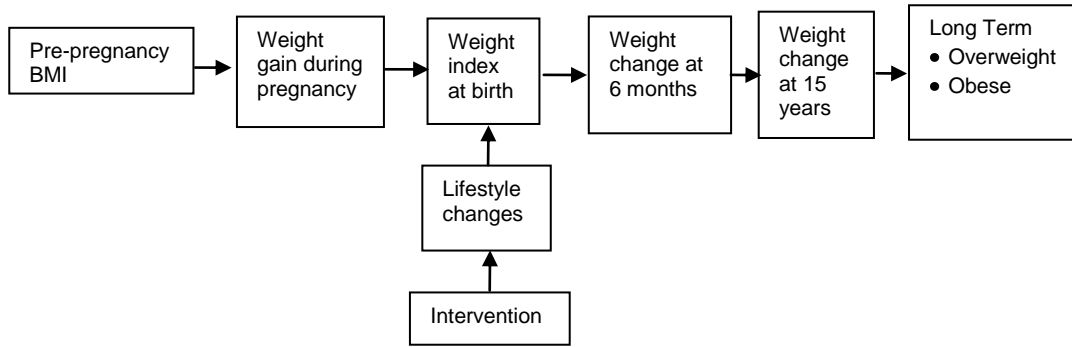 Pre-pregnancy
BMI
Weight
gain during
pregnancy
Weight
index
at birth
Weight
change at
6 months
Weight
change
at 15
years
Long Term
• Overweight
• Obese
Lifestyle
changes
Intervention